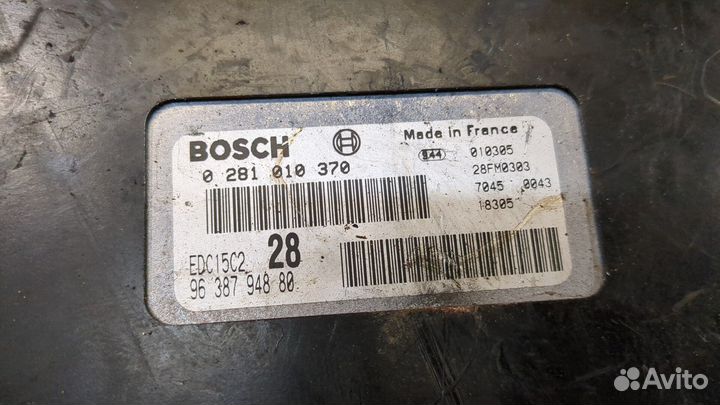 BOSCH
Made in France
0 281 010 370
S44 010305
28FM0303
7045 0043
18305
EDC15C2 28
96 387 948 80
Avito